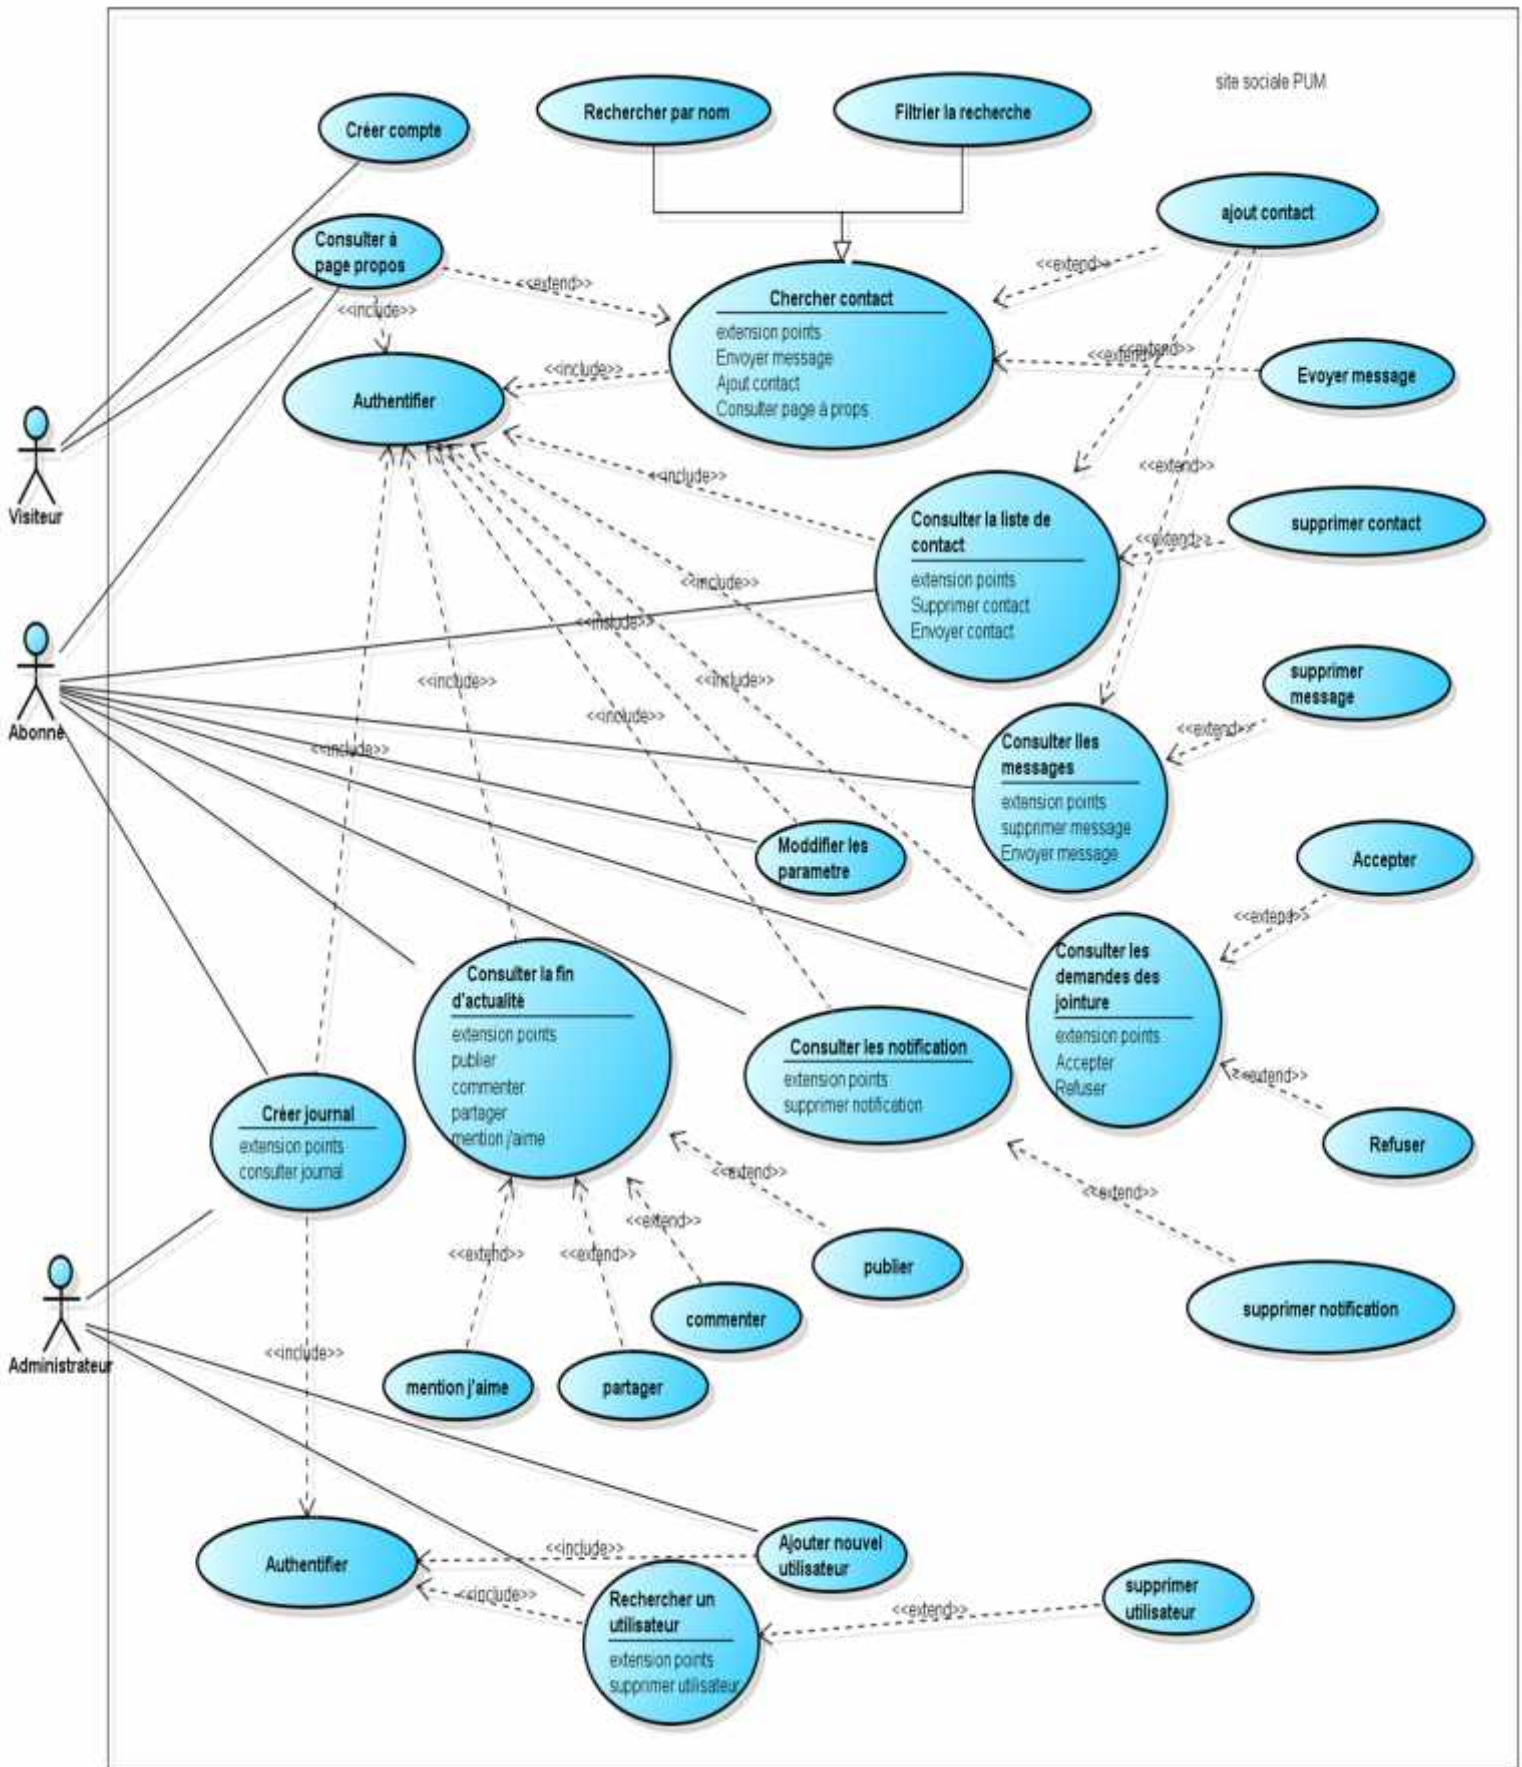 site sociale PUM
Créer compte
Rechercher par nom
Filtrier la recherche
ajout contact
Consulter à
page propos
<<extend>>
<<extend>>
<<include>>
Chercher contact
extension points
Envoyer message
Ajout contact
Consulter page à props
<<include>>
Authentifier
<<extend>>
<<extend>>
Evoyer message
Visiteur
<<include>>
<<extend>>
Consulter la liste de
contact
extension points
Supprimer contact
Envoyer contact
<<extend>>
supprimer contact
<<include>>
<<include>>
<<include>>
<<include>>
<<include>>
<<include>>
Abonné
supprimer
message
<<extend>>
Consulter lles
messages
extension points
supprimer message
Envoyer message
Moddifier les
parametre
Accepter
<<extend>>
Consulter les
demandes des
jointure
extension points
Accepter
Refuser
<<extend>>
Refuser
Consulter la fin
d'actualité
extension points
publier
commenter
partager
mention j'aime
Consulter les notification
extension points
supprimer notification
Créer journal
extension points
consulter journal
<<extend>>
<<extend>>
<<extend>>
<<extend>>
<<extend>>
publier
commenter
supprimer notification
Administrateur
<<include>>
mention j'aime
partager
Authentifier
<<include>>
Ajouter nouvel
utilisateur
<<include>>
Rechercher un
utilisateur
extension points
supprimer utilisateur
<<extend>>
supprimer
utilisateur